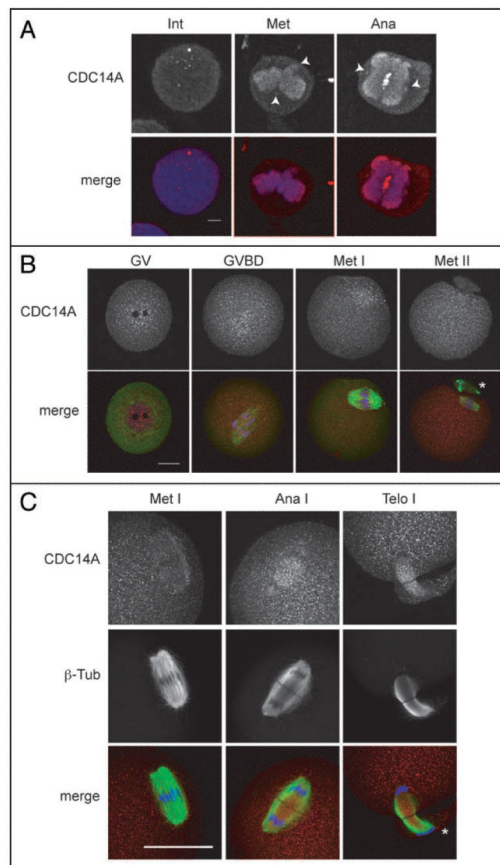 A
Int Met Ana
CDC14A
merge
B
GV GVBD Met I Met II
CDC14A
merge
*
C
Met I Ana I Telo I
CDC14A
β-Tub
merge
*